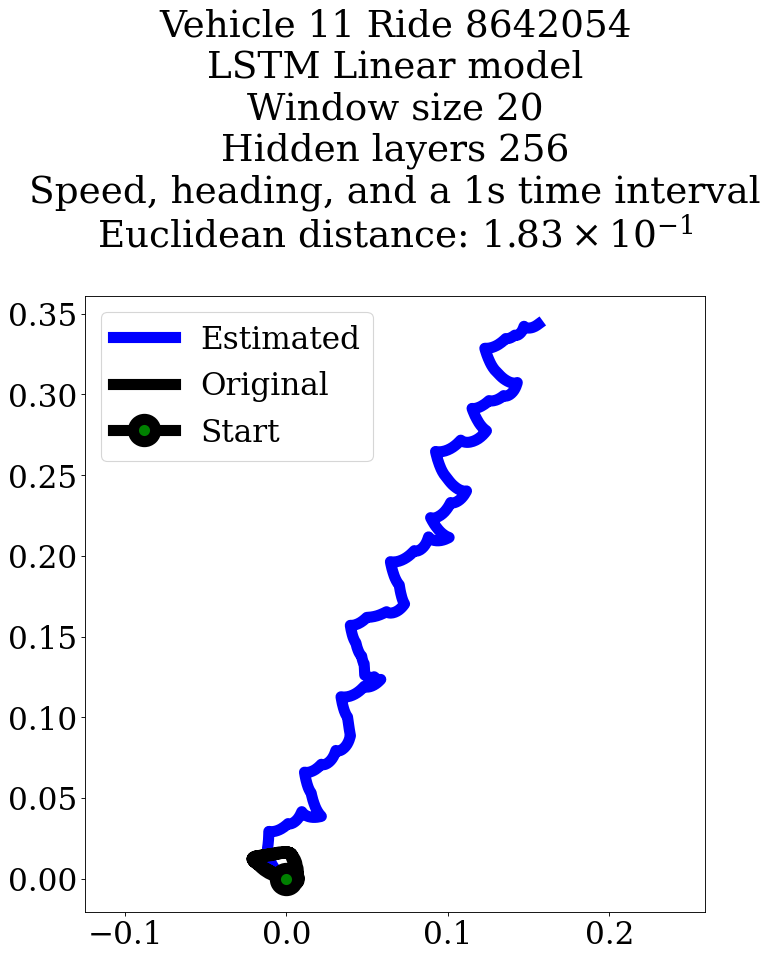 Vehicle 11 Ride 8642054
LSTM Linear model
Window size 20
Hidden layers 256
Speed, heading, and a 1s time interval
Euclidean distance: 1.83 × 10⁻¹
Estimated
Original
Start
0.35
0.30
0.25
0.20
0.15
0.10
0.05
0.00
−0.1
0.0
0.1
0.2